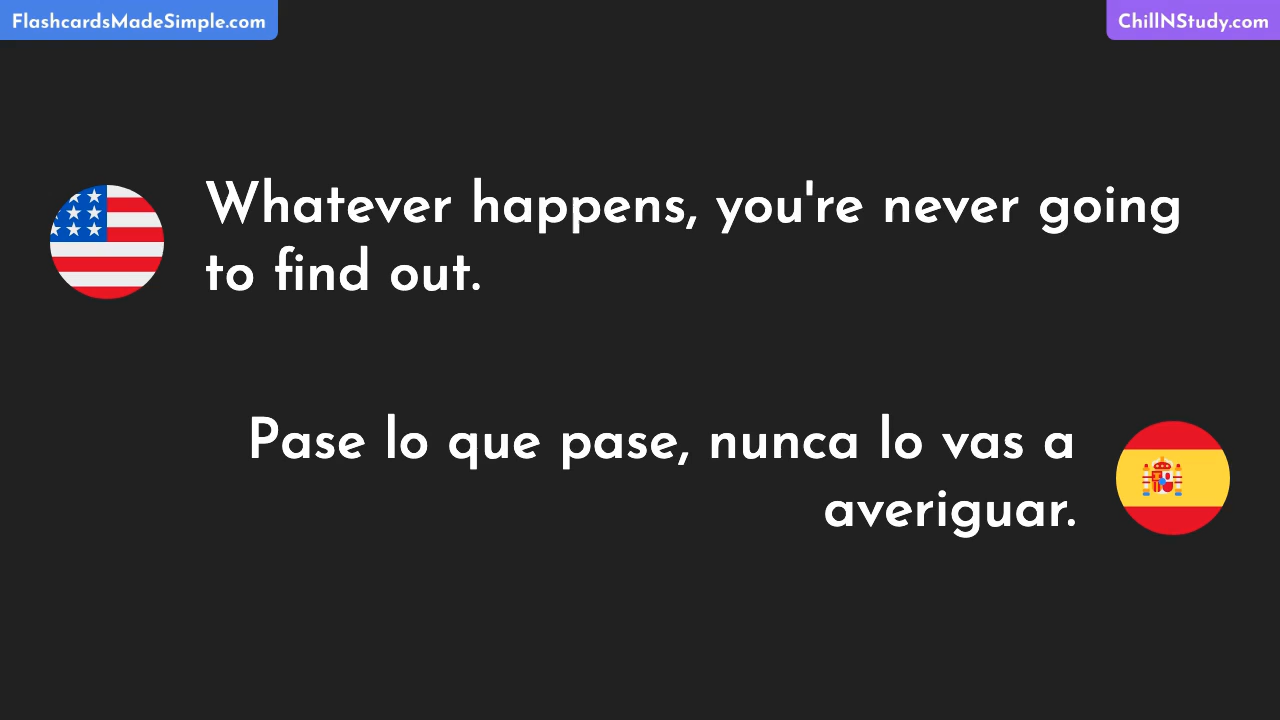 FlashcardsMadeSimple.com
ChillNStudy.com
Whatever happens, you're never going
to find out.
Pase lo que pase, nunca lo vas a
averiguar.